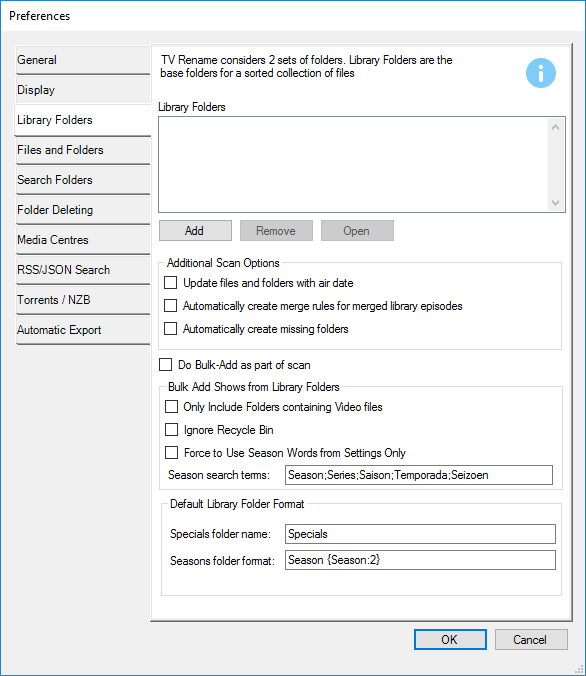 Preferences
General
Display
Library Folders
Files and Folders
Search Folders
Folder Deleting
Media Centres
RSS/JSON Search
Torrents / NZB
Automatic Export
TV Rename considers 2 sets of folders. Library Folders are the
base folders for a sorted collection of files
Library Folders
Add
Remove
Open
Additional Scan Options
Update files and folders with air date
Automatically create merge rules for merged library episodes
Automatically create missing folders
Do Bulk-Add as part of scan
Bulk Add Shows from Library Folders
Only Include Folders containing Video files
Ignore Recycle Bin
Force to Use Season Words from Settings Only
Season search terms: Season;Series;Saison;Temporada;Seizoen
Default Library Folder Format
Specials folder name: Specials
Seasons folder format: Season {Season:2}
OK
Cancel